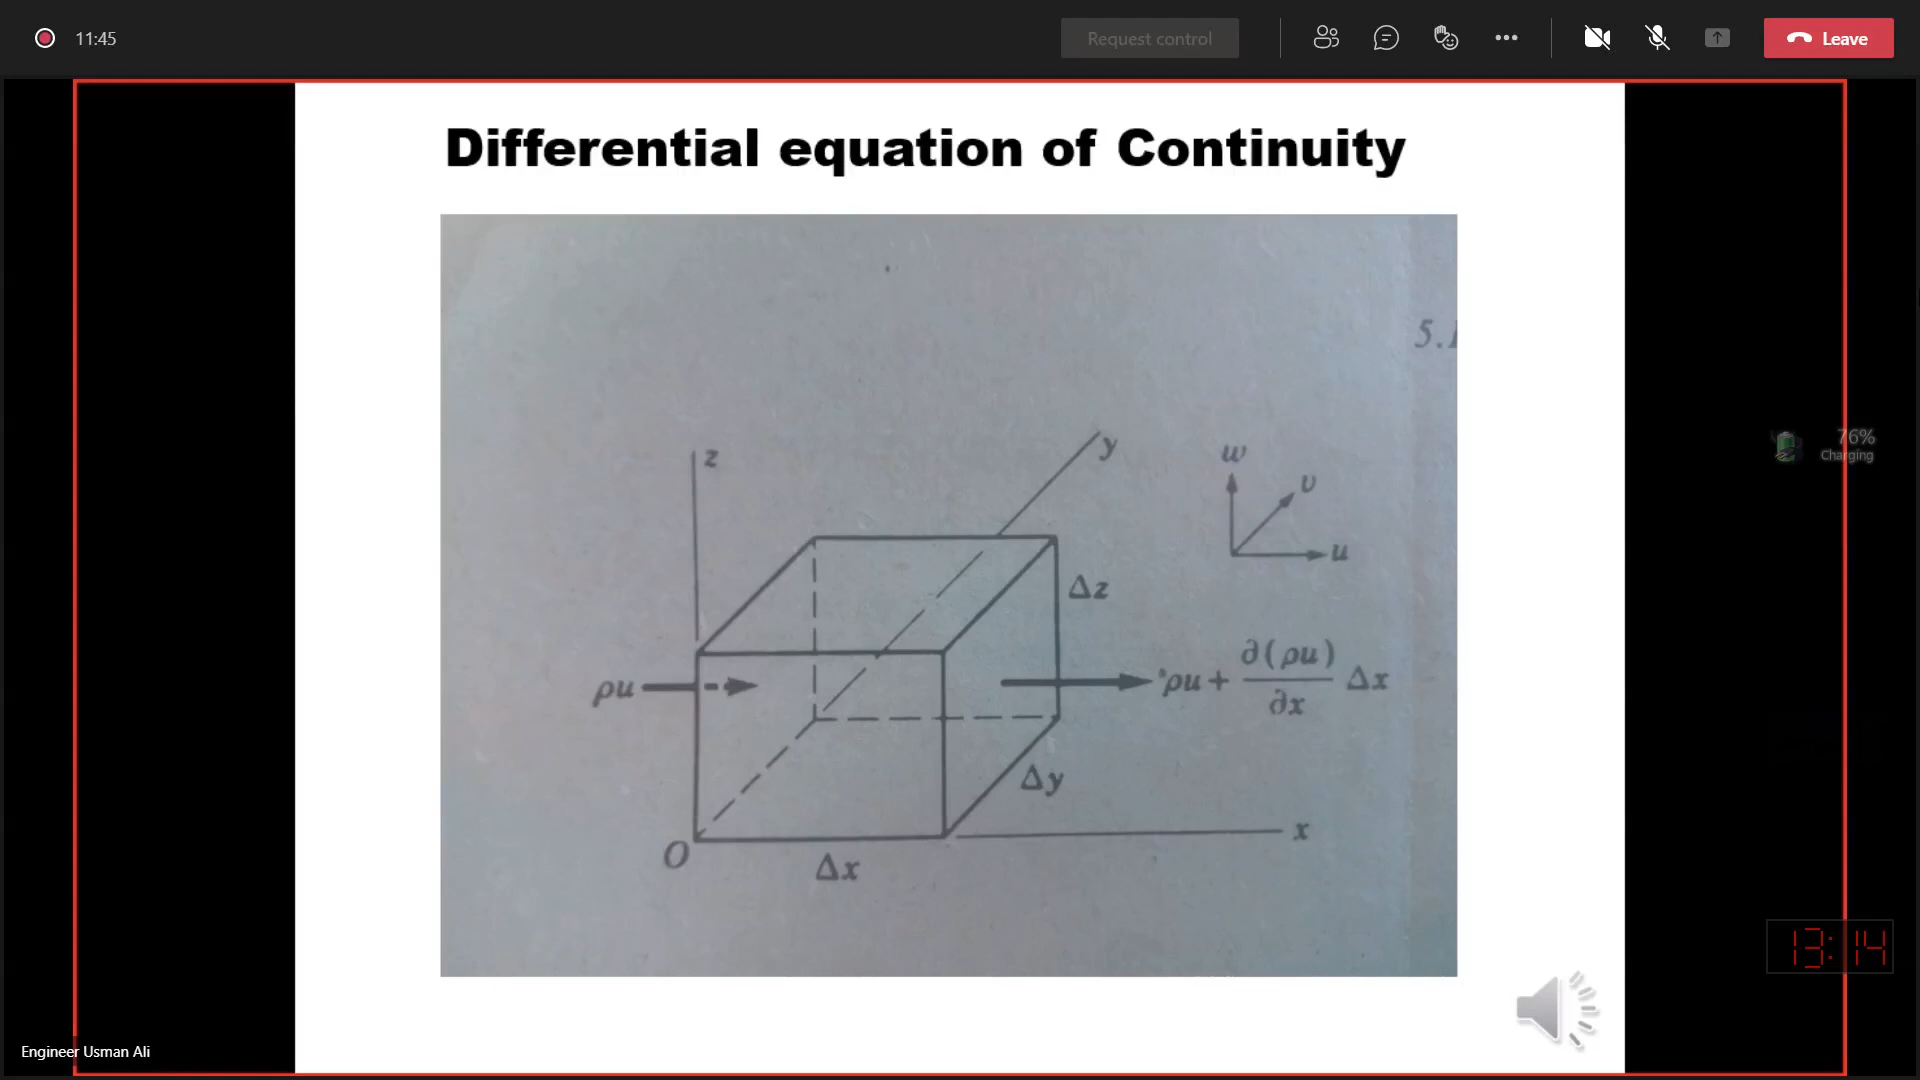 11:45
Request control
Leave
Differential equation of Continuity
z
y
w
v
u
Δz
ρu
ρu + ∂(ρu)/∂x Δx
Δy
x
O
Δx
76%
Charging
13:14
Engineer Usman Ali